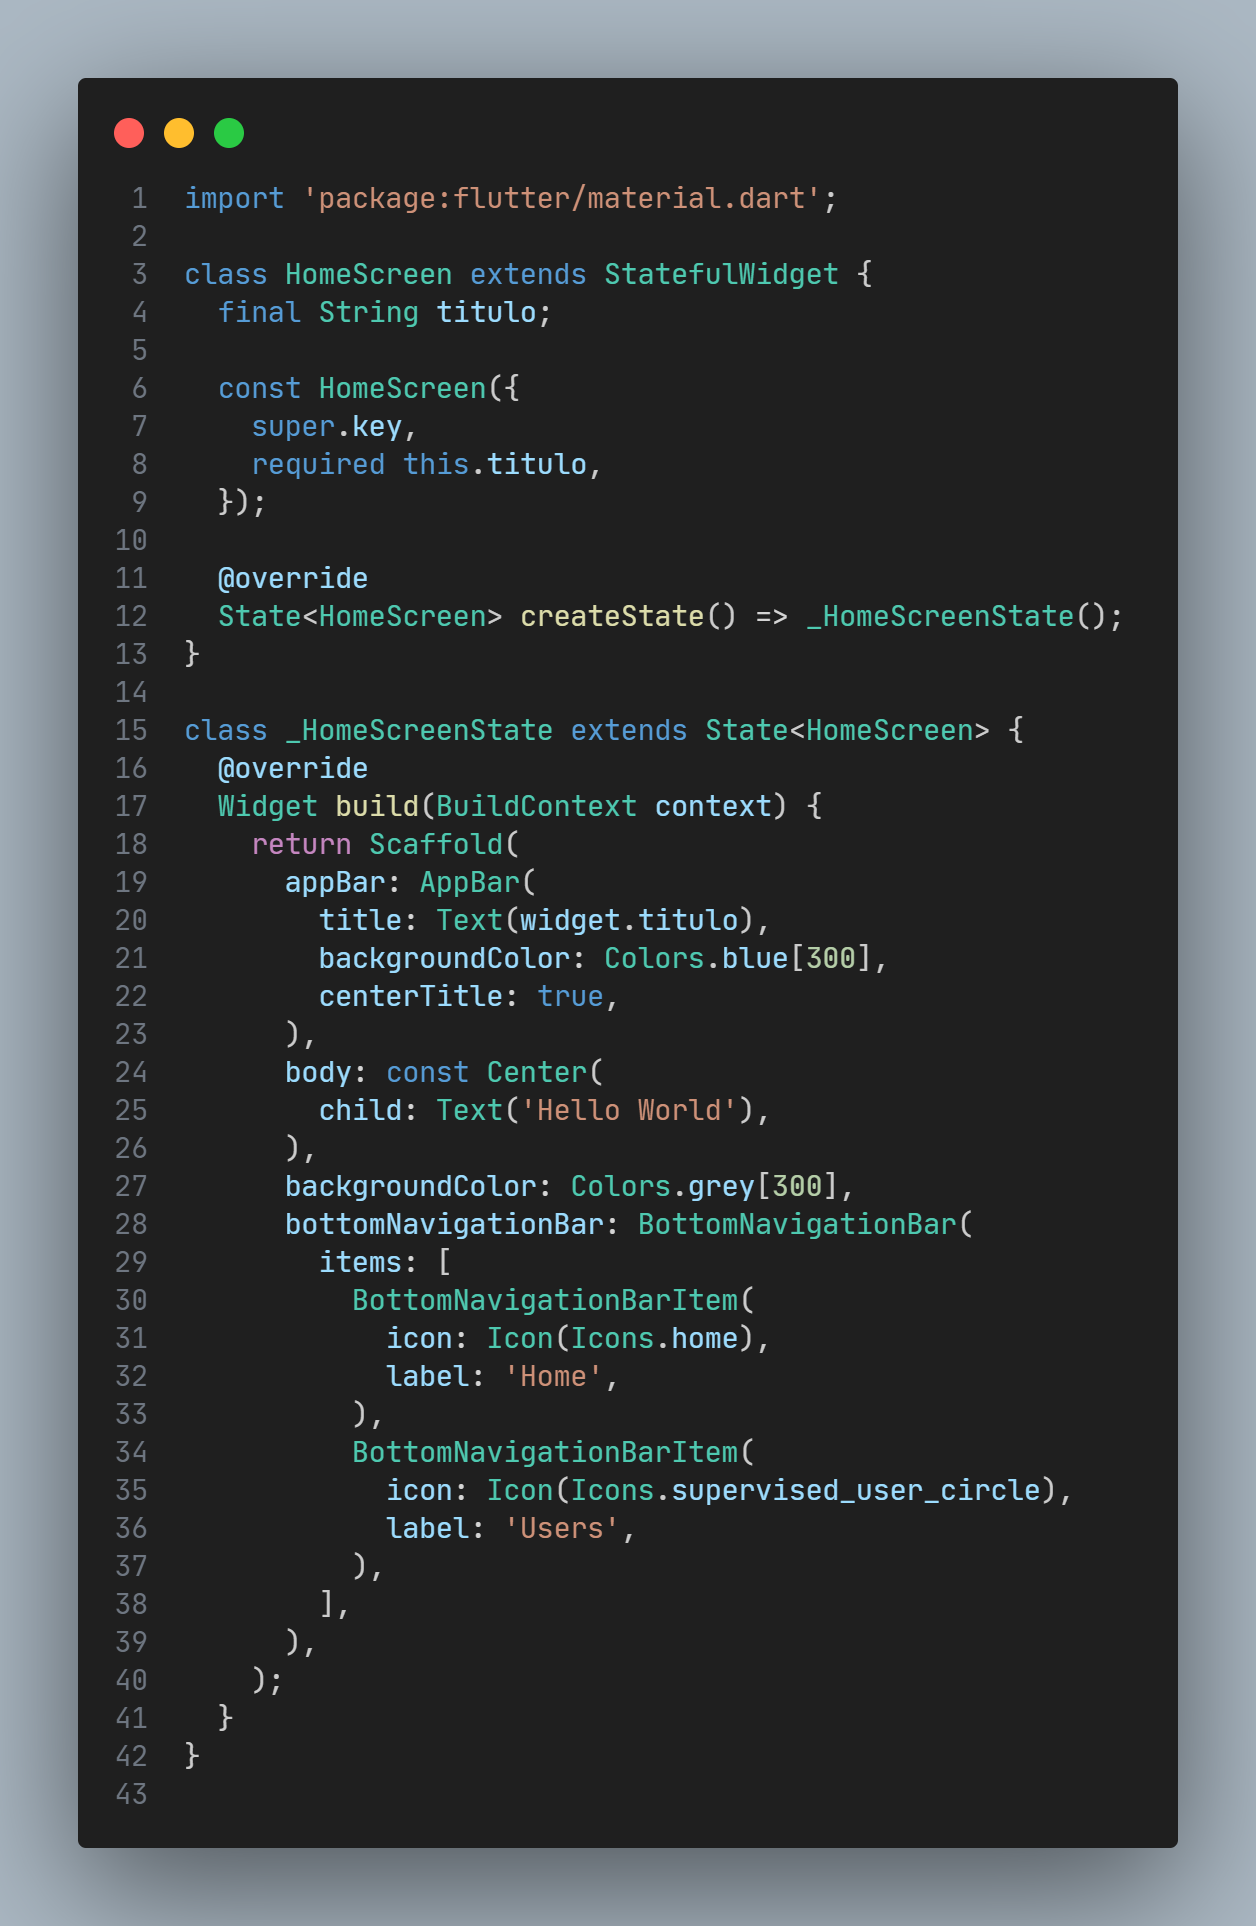 1 import 'package:flutter/material.dart';
2
3 class HomeScreen extends StatefulWidget {
4   final String titulo;
5
6   const HomeScreen({
7     super.key,
8     required this.titulo,
9   });
10
11   @override
12   State<HomeScreen> createState() => _HomeScreenState();
13 }
14
15 class _HomeScreenState extends State<HomeScreen> {
16   @override
17   Widget build(BuildContext context) {
18     return Scaffold(
19       appBar: AppBar(
20         title: Text(widget.titulo),
21         backgroundColor: Colors.blue[300],
22         centerTitle: true,
23       ),
24       body: const Center(
25         child: Text('Hello World'),
26       ),
27       backgroundColor: Colors.grey[300],
28       bottomNavigationBar: BottomNavigationBar(
29         items: [
30           BottomNavigationBarItem(
31             icon: Icon(Icons.home),
32             label: 'Home',
33           ),
34           BottomNavigationBarItem(
35             icon: Icon(Icons.supervised_user_circle),
36             label: 'Users',
37           ),
38         ],
39       ),
40     );
41   }
42 }
43